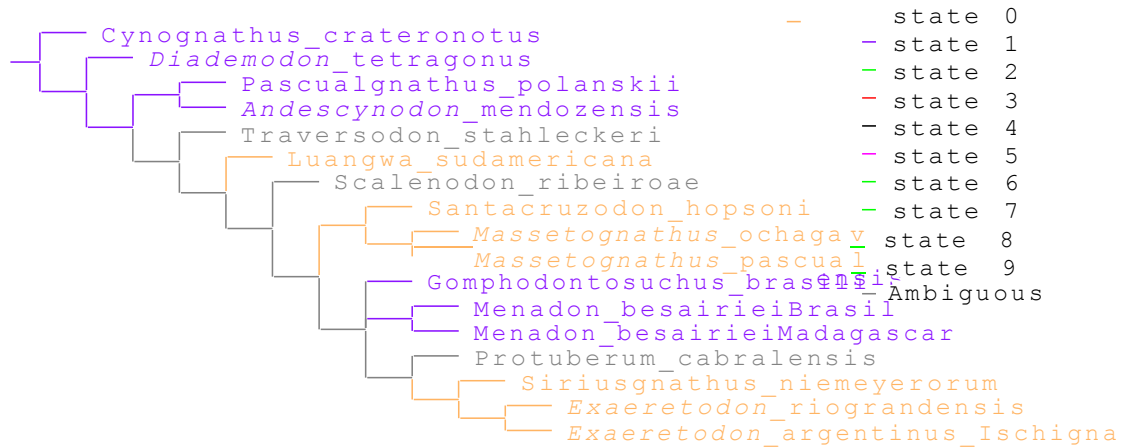 Cynognathus_crateronotus
Diademodon_tetragonus
Pascualgnathus_polanskii
Andescynodon_mendozensis
Traversodon_stahleckeri
Luangwa_sudamericana
Scalenodon_ribeiroae
Santacruzodon_hopsoni
Massetognathus_ochagav
Massetognathus_pascual
Gomphodontosuchus_brasiliensis
Menadon_besairieiBrasil
Menadon_besairieiMadagascar
Protuberum_cabralensis
Siriusgnathus_niemeyerorum
Exaeretodon_riograndensis
Exaeretodon_argentinus_Ischigna
state 0
state 1
state 2
state 3
state 4
state 5
state 6
state 7
state 8
state 9
Ambiguous